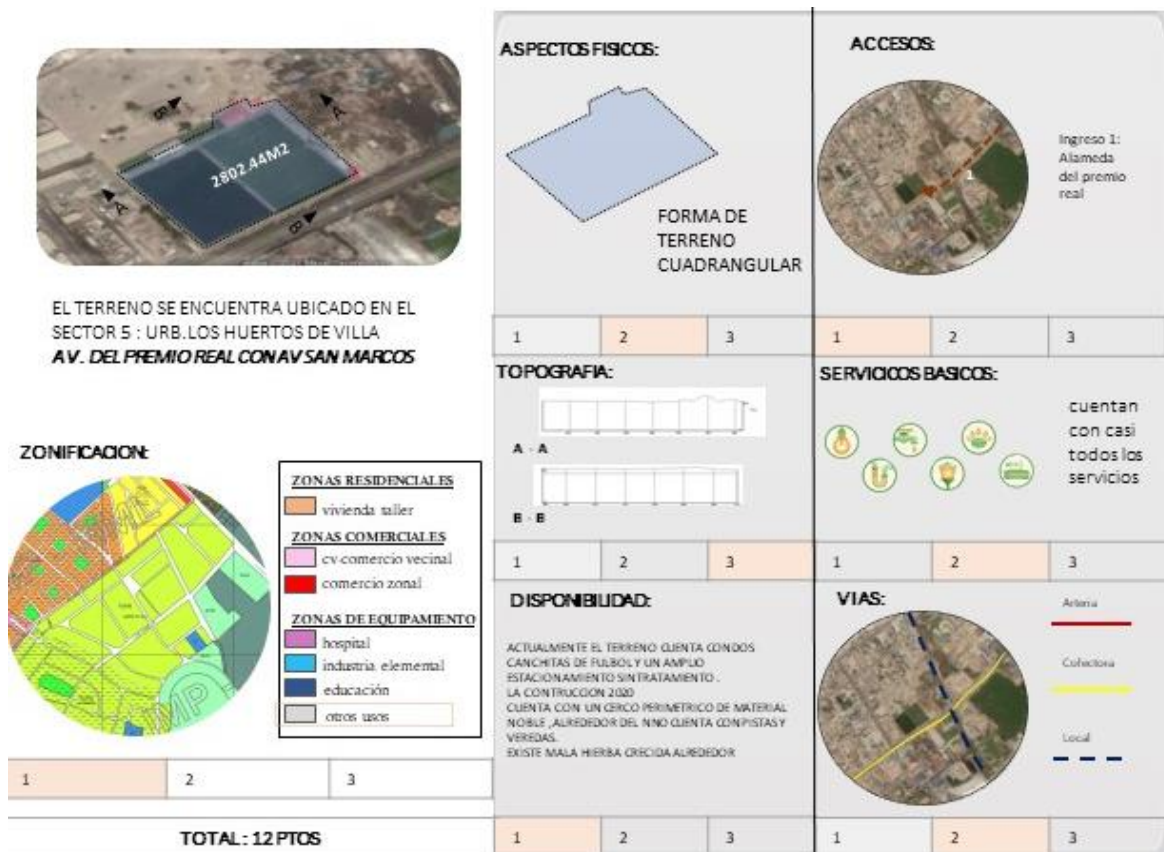 2802.44M2
A
B
A
B
EL TERRENO SE ENCUENTRA UBICADO EN EL
SECTOR 5 : URB.LOS HUERTOS DE VILLA
AV. DEL PREMIO REAL CON AV SAN MARCOS
ZONIFICACION:
ZONAS RESIDENCIALES
vivienda taller
ZONAS COMERCIALES
cv-comercio vecinal
comercio zonal
ZONAS DE EQUIPAMIENTO
hospital
industria elemental
educación
otros usos
1 2 3
TOTAL: 12 PTOS
ASPECTOS FISICOS:
FORMA DE
TERRENO
CUADRANGULAR
1 2 3
ACCESOS:
1
Ingreso 1:
Alameda
del premio
real
1 2 3
TOPOGRAFIA:
A - A
B - B
1 2 3
SERVICICOS BASICOS:
cuentan
con casi
todos los
servicios
1 2 3
DISPONIBILIDAD:
ACTUALMENTE EL TERRENO CUENTA CON DOS
CANCHITAS DE FULBOL Y UN AMPLIO
ESTACIONAMIENTO SIN TRATAMIENTO .
LA CONTRUCCION 2020
CUENTA CON UN CERCO PERIMETRICO DE MATERIAL
NOBLE ,ALREDEDOR DEL NNO CUENTA CON PISTAS Y
VEREDAS.
EXISTE MALA HIERBA CRECIDA ALREDEDOR
1 2 3
VIAS:
Arteria
Colectora
Local
1 2 3